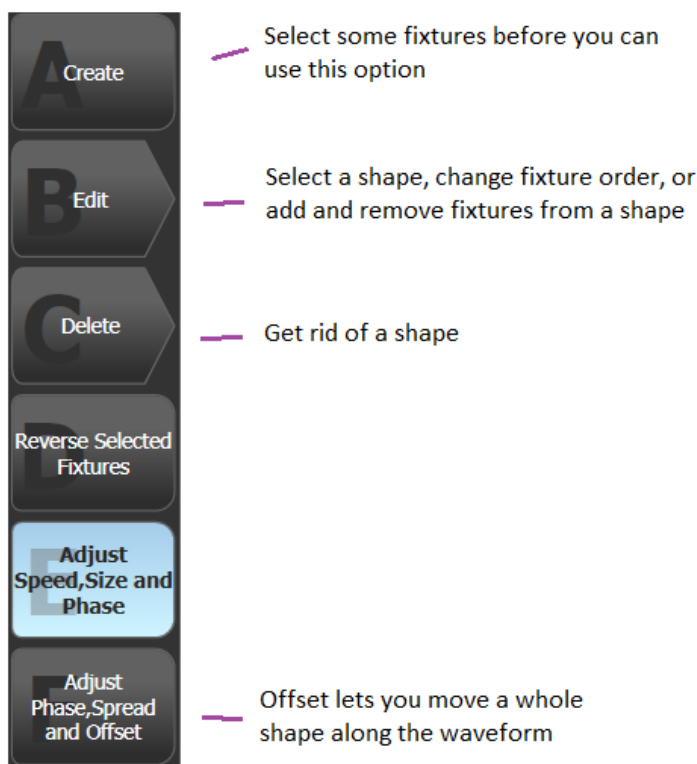 A
Create
Select some fixtures before you can
use this option
B
Edit
Select a shape, change fixture order, or
add and remove fixtures from a shape
C
Delete
Get rid of a shape
D
Reverse Selected
Fixtures
E
Adjust
Speed,Size and
Phase
F
Adjust
Phase,Spread
and Offset
Offset lets you move a whole
shape along the waveform